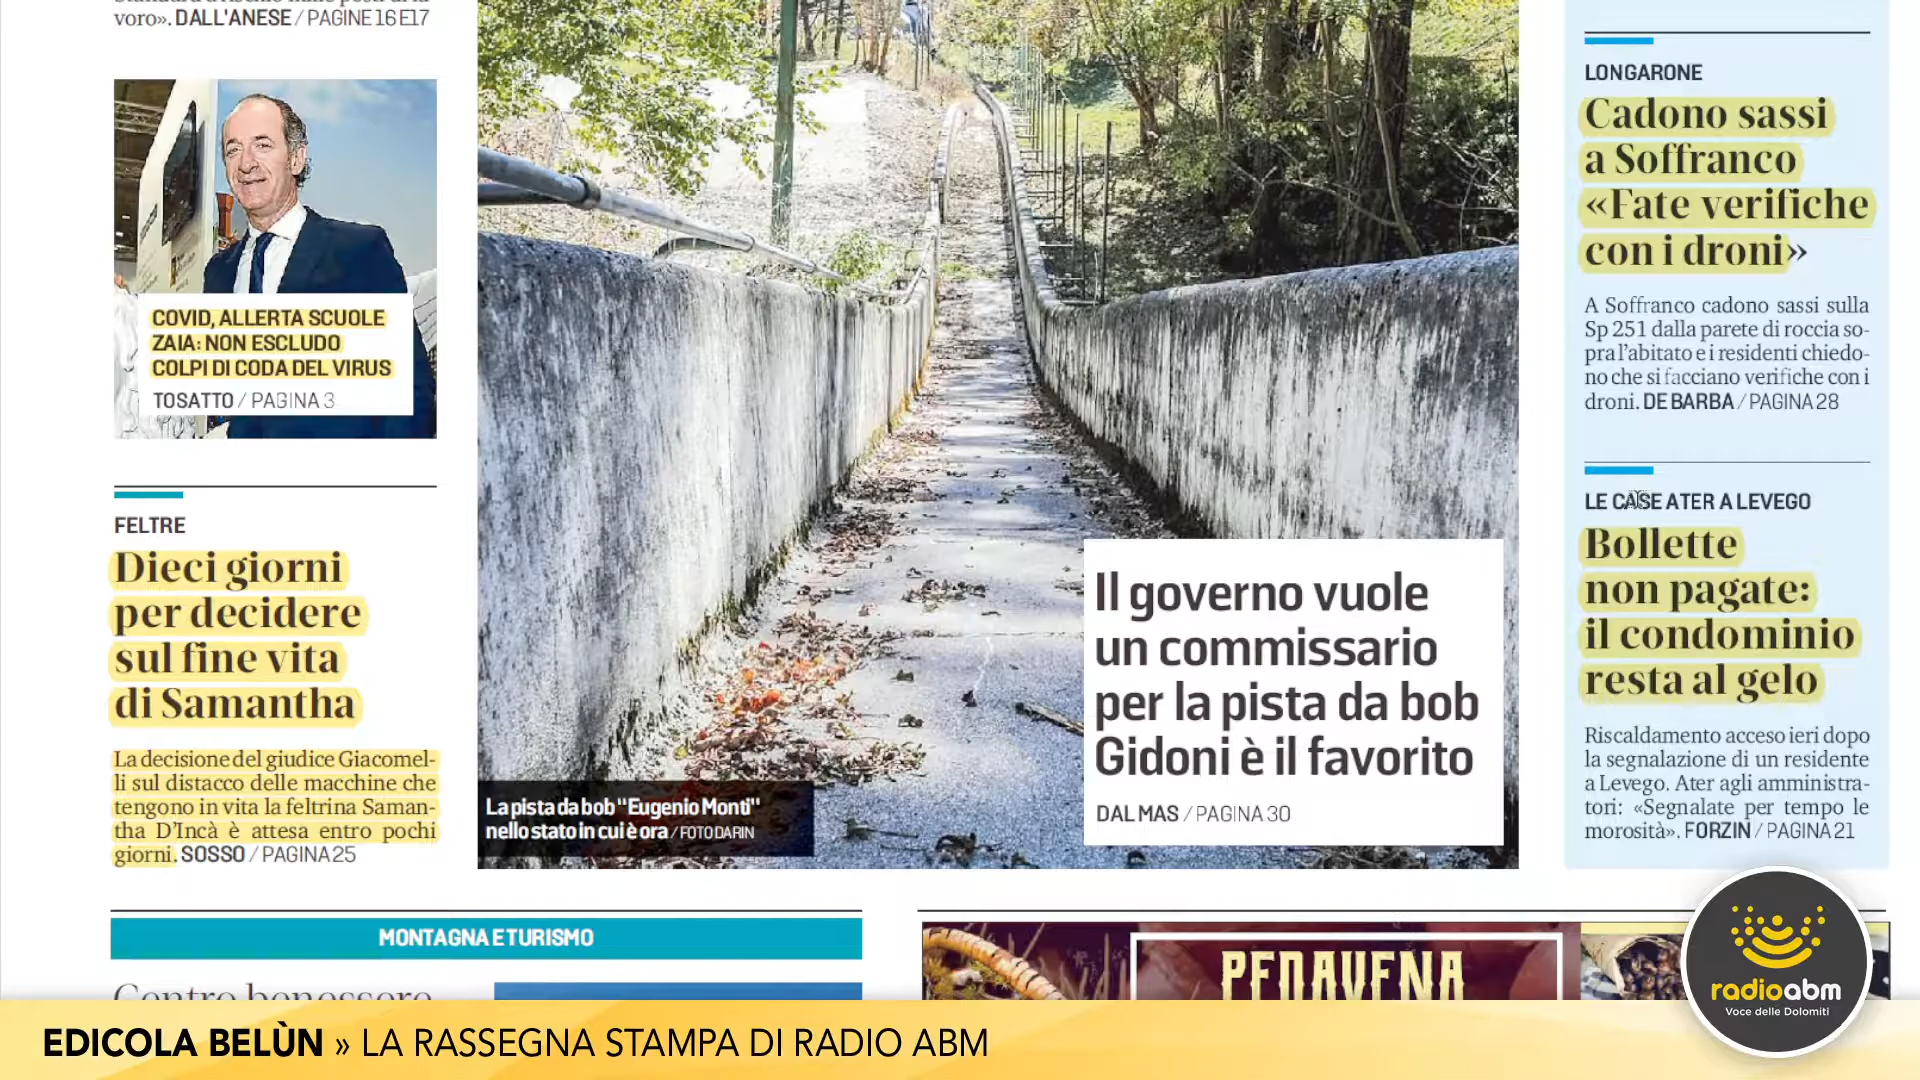 voro». DALL'ANESE / PAGINE 16 E 17
COVID, ALLERTA SCUOLE
ZAIA: NON ESCLUDO
COLPI DI CODA DEL VIRUS
TOSATTO / PAGINA 3
FELTRE
Dieci giorni
per decidere
sul fine vita
di Samantha
La decisione del giudice Giacomel-
li sul distacco delle macchine che
tengono in vita la feltrina Saman-
tha D'Incà è attesa entro pochi
giorni. SOSSO / PAGINA 25
La pista da bob "Eugenio Monti"
nello stato in cui è ora / FOTO DARIN
Il governo vuole
un commissario
per la pista da bob
Gidoni è il favorito
DAL MAS / PAGINA 30
LONGARONE
Cadono sassi
a Soffranco
«Fate verifiche
con i droni»
A Soffranco cadono sassi sulla
Sp 251 dalla parete di roccia so-
pra l'abitato e i residenti chiedo-
no che si facciano verifiche con i
droni. DE BARBA / PAGINA 28
LE CASE ATER A LEVEGO
Bollette
non pagate:
il condominio
resta al gelo
Riscaldamento acceso ieri dopo
la segnalazione di un residente
a Levego. Ater agli amministra-
tori: «Segnalate per tempo le
morosità». FORZIN / PAGINA 21
MONTAGNA E TURISMO
Centro benessere
PEDAVENA
radioabm
Voce delle Dolomiti
EDICOLA BELÙN » LA RASSEGNA STAMPA DI RADIO ABM